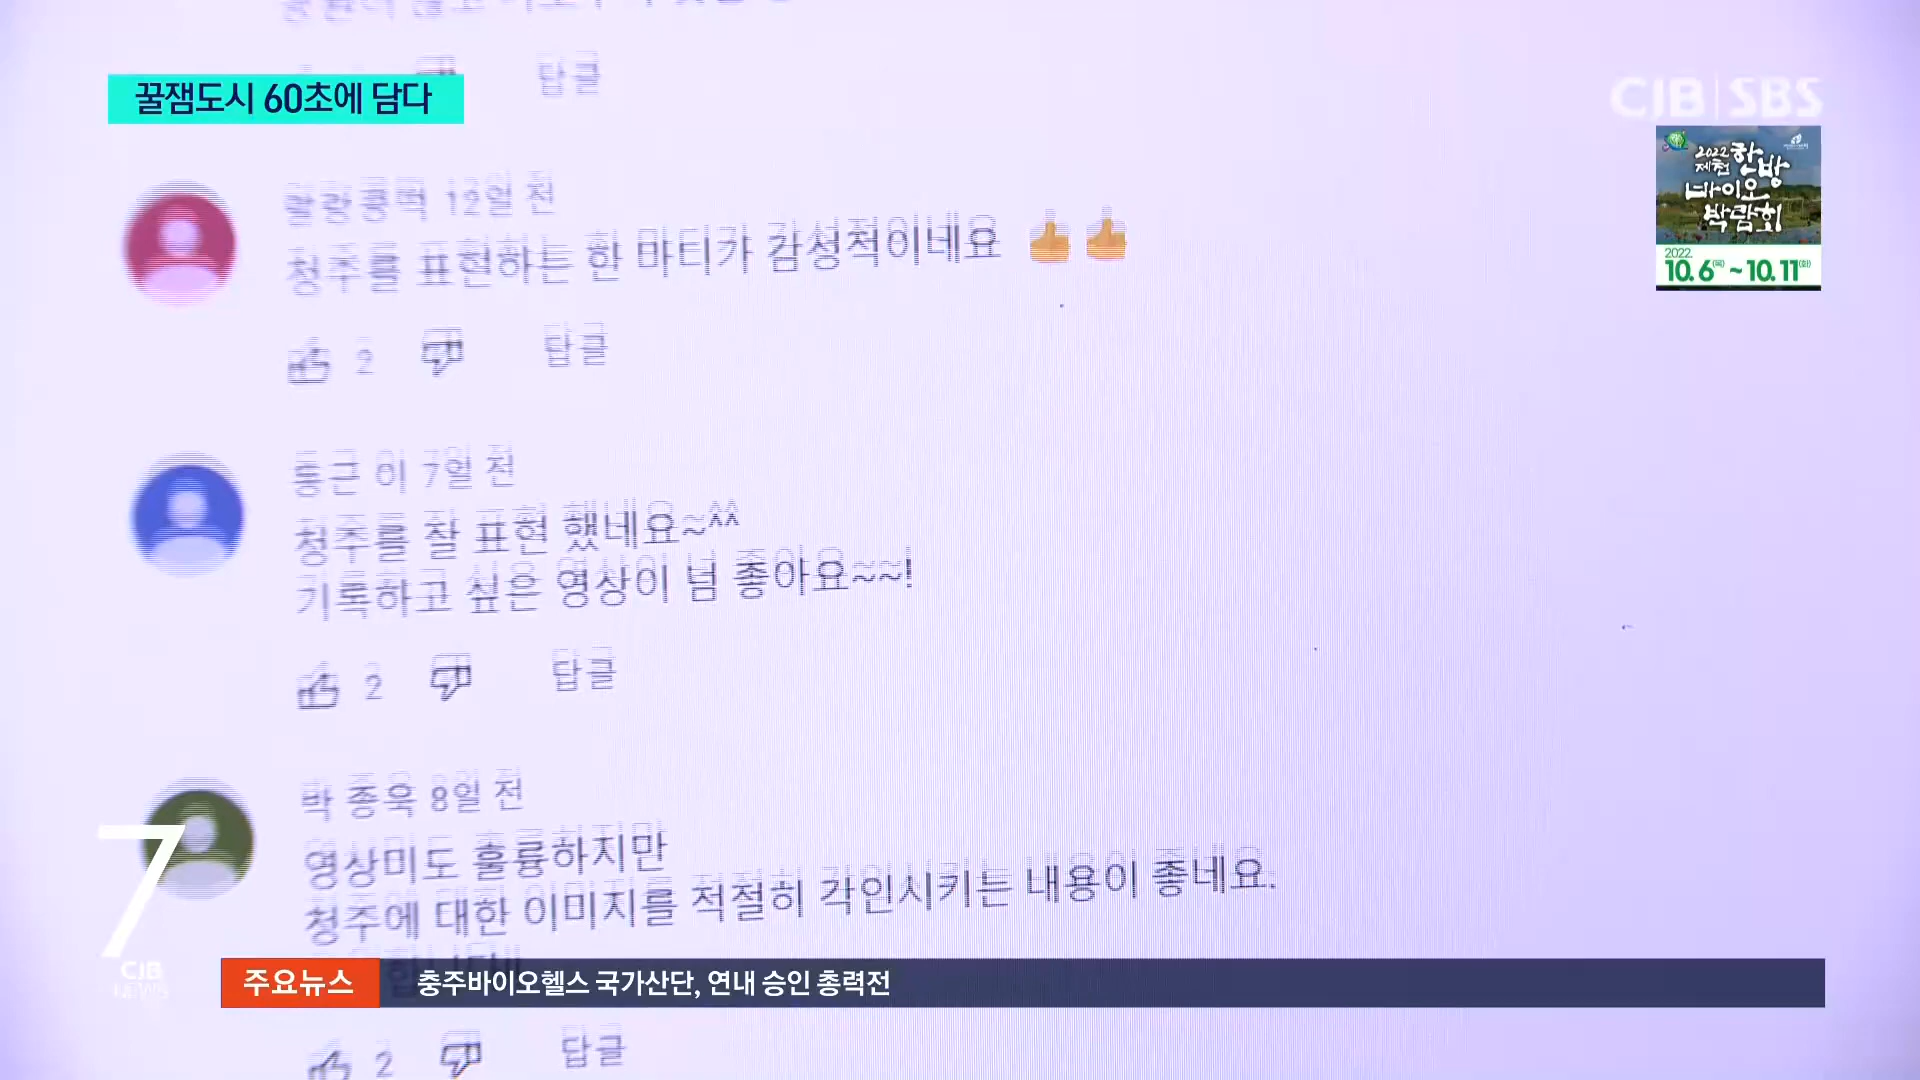 답글
꿀잼도시 60초에 담다
CJB SBS
2022 제천 한방
바이오
박람회
2022.
10. 6(목) ~ 10. 11(화)
12일 전
청주를 표현하는 한 마디가 감성적이네요 👍👍
2 답글
통근 이 7일 전
청주를 잘 표현 했네요~^^
기록하고 싶은 영상이 넘 좋아요~~!
2 답글
박 종욱 8일 전
영상미도 훌륭하지만
청주에 대한 이미지를 적절히 각인시키는 내용이 좋네요.
7
CJB
NEWS
주요뉴스 충주바이오헬스 국가산단, 연내 승인 총력전
2 답글